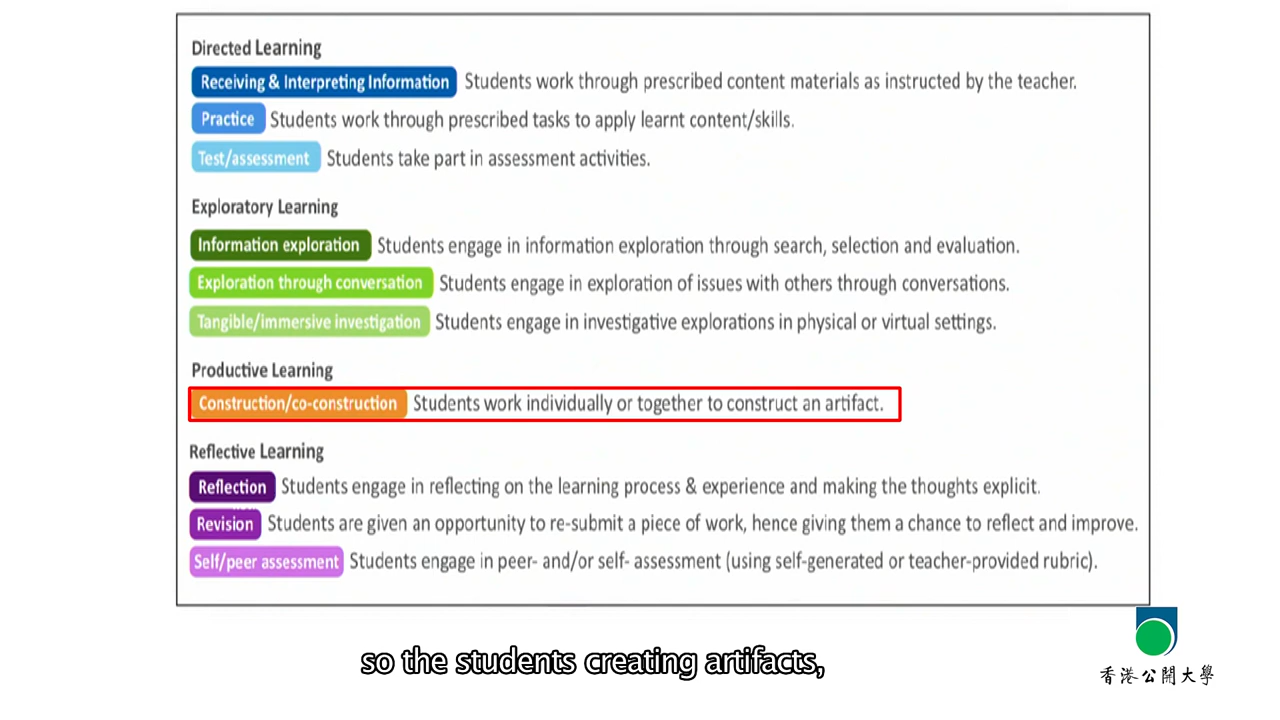 Directed Learning
Receiving & Interpreting Information Students work through prescribed content materials as instructed by the teacher.
Practice Students work through prescribed tasks to apply learnt content/skills.
Test/assessment Students take part in assessment activities.
Exploratory Learning
Information exploration Students engage in information exploration through search, selection and evaluation.
Exploration through conversation Students engage in exploration of issues with others through conversations.
Tangible/immersive investigation Students engage in investigative explorations in physical or virtual settings.
Productive Learning
Construction/co-construction Students work individually or together to construct an artifact.
Reflective Learning
Reflection Students engage in reflecting on the learning process & experience and making the thoughts explicit.
Revision Students are given an opportunity to re-submit a piece of work, hence giving them a chance to reflect and improve.
Self/peer assessment Students engage in peer- and/or self- assessment (using self-generated or teacher-provided rubric).
so the students creating artifacts,
香港公開大學